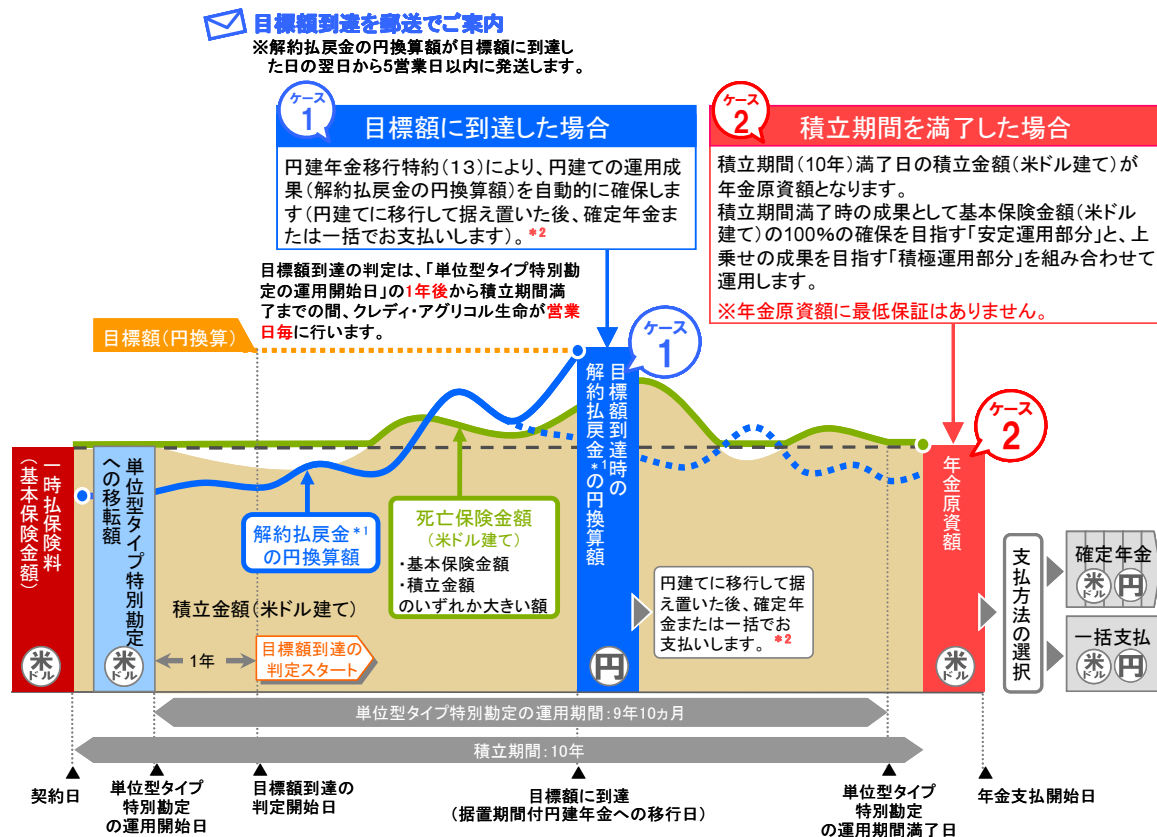 目標額到達を郵送でご案内
※解約払戻金の円換算額が目標額に到達し
た日の翌日から5営業日以内に発送します。
ケース
1
目標額に到達した場合
円建年金移行特約(13)により、円建ての運用成
果(解約払戻金の円換算額)を自動的に確保しま
す(円建てに移行して据え置いた後、確定年金ま
たは一括でお支払いします)。*2
ケース
2
積立期間を満了した場合
積立期間(10年)満了日の積立金額(米ドル建て)が
年金原資額となります。
積立期間満了時の成果として基本保険金額(米ドル
建て)の100%の確保を目指す「安定運用部分」と、上
乗せの成果を目指す「積極運用部分」を組み合わせて
運用します。
※年金原資額に最低保証はありません。
目標額到達の判定は、「単位型タイプ特別勘
定の運用開始日」の1年後から積立期間満
了までの間、クレディ・アグリコル生命が営業
日毎に行います。
目標額(円換算)
ケース
1
ケース
2
一時払保険料
(基本保険金額)
米
ドル
単位型タイプ特別勘定
への移転額
米
ドル
解約払戻金*1
の円換算額
死亡保険金額
(米ドル建て)
・基本保険金額
・積立金額
のいずれか大きい額
目標額到達時の
解約払戻金*1の円換算額
円
年金原資額
米
ドル
積立金額(米ドル建て)
1年
目標額到達の
判定スタート
円建てに移行して据
え置いた後、確定年
金または一括でお
支払いします。*2
支払方法の選択
確定年金
米
ドル
円
一括支払
米
ドル
円
単位型タイプ特別勘定の運用期間:9年10ヵ月
積立期間:10年
契約日
単位型タイプ
特別勘定
の運用開始日
目標額到達の
判定開始日
目標額に到達
(据置期間付円建年金への移行日)
単位型タイプ
特別勘定
の運用期間満了日
年金支払開始日